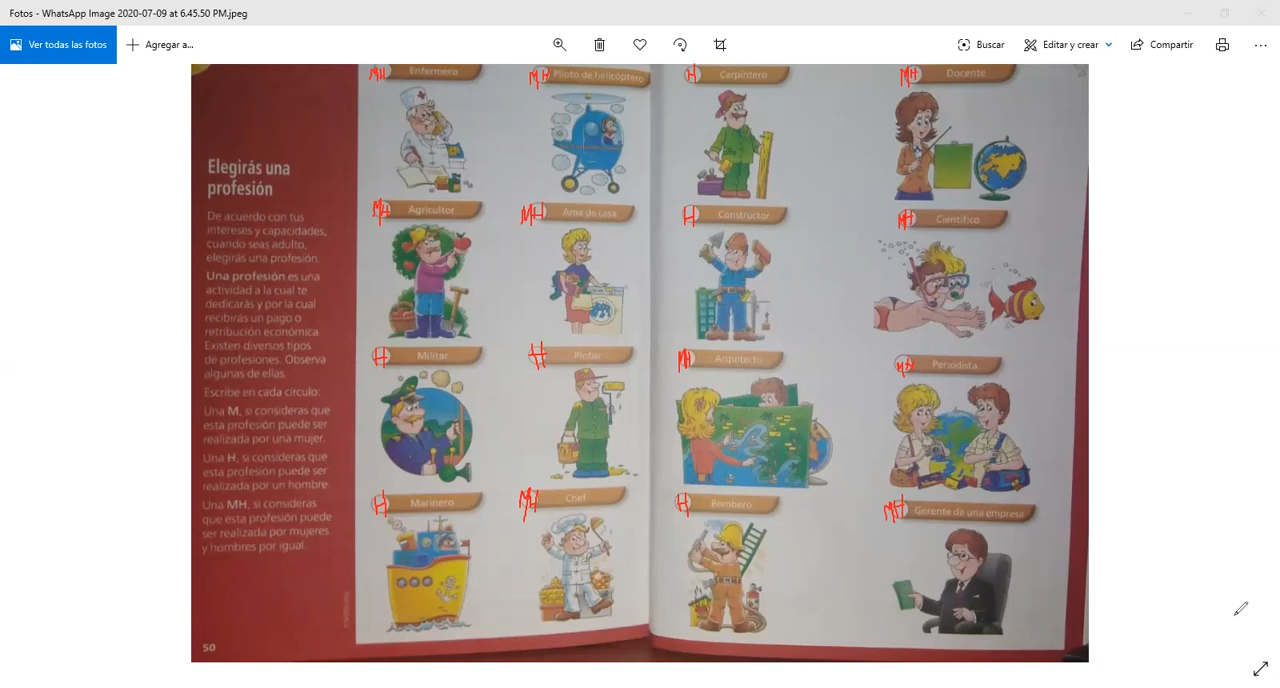 Fotos - WhatsApp Image 2020-07-09 at 6.45.50 PM.jpeg
Ver todas las fotos
Agregar a...
Buscar
Editar y crear
Compartir
MH Enfermero
MH Piloto de helicóptero
H Carpintero
MH Docente
Elegirás una
profesión
De acuerdo con tus
intereses y capacidades,
cuando seas adulto,
elegirás una profesión.
Una profesión es una
actividad a la cual te
dedicarás y por la cual
recibirás un pago o
retribución económica.
Existen diversos tipos
de profesiones. Observa
algunas de ellas.
Escribe en cada círculo:
Una M, si consideras que
esta profesión puede ser
realizada por una mujer.
Una H, si consideras que
esta profesión puede ser
realizada por un hombre.
Una MH, si consideras
que esta profesión puede
ser realizada por mujeres
y hombres por igual.
MH Agricultor
MH Ama de casa
H Constructor
MH Científico
H Militar
H Pintor
MH Arquitecto
MH Periodista
H Marinero
MH Chef
H Bombero
MH Gerente de una empresa
50